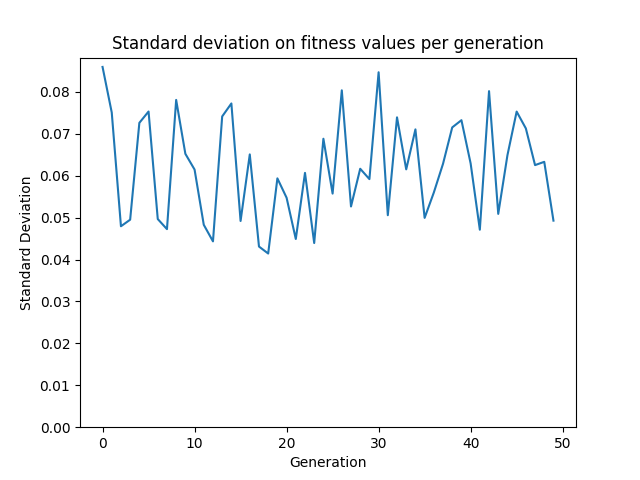 Standard deviation on fitness values per generation
Standard Deviation
0.08
0.07
0.06
0.05
0.04
0.03
0.02
0.01
0.00
0 10 20 30 40 50
Generation